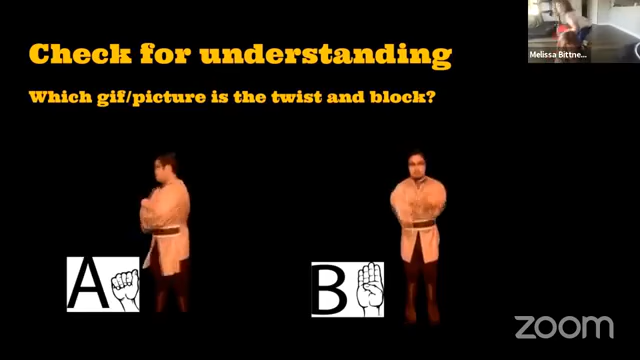 Check for understanding
Which gif/picture is the twist and block?
Melissa Bittne...
A
B
zoom